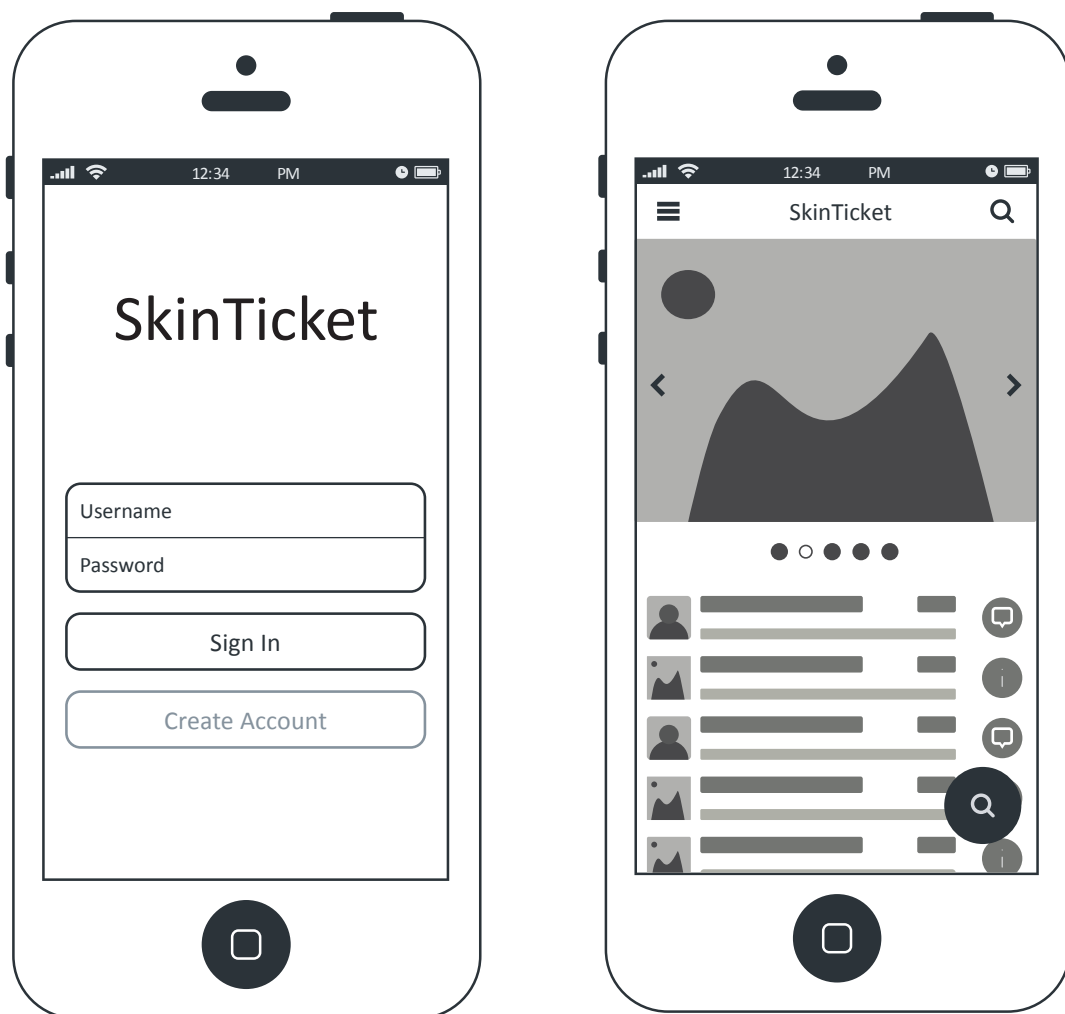 12:34 PM
SkinTicket
Username
Password
Sign In
Create Account
12:34 PM
SkinTicket
i
i